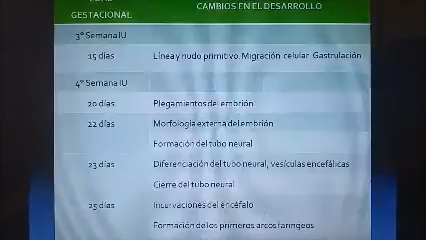 GESTACIONAL
CAMBIOS EN EL DESARROLLO
3° Semana IU
15 días
Línea y nudo primitivo. Migración celular. Gastrulación
4° Semana IU
20 días
Plegamientos del embrión
22 días
Morfología externa del embrión
Formación del tubo neural
23 días
Diferenciación del tubo neural, vesículas encefálicas
Cierre del tubo neural
25 días
Incurvaciones del encéfalo
Formación de los primeros arcos faríngeos